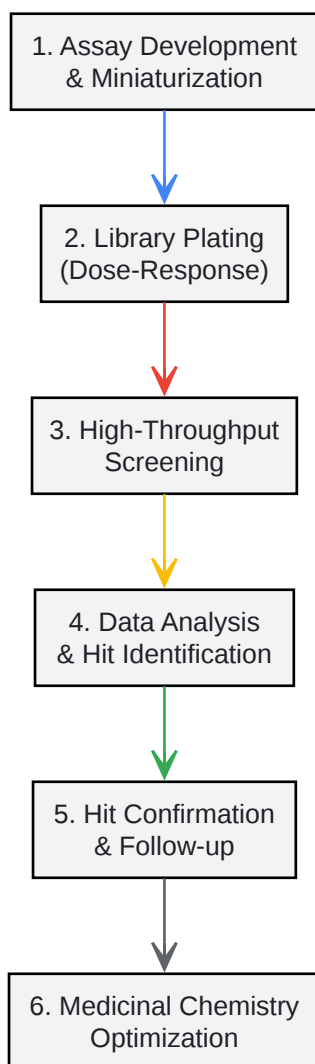 1. Assay Development
& Miniaturization
2. Library Plating
(Dose-Response)
3. High-Throughput
Screening
4. Data Analysis
& Hit Identification
5. Hit Confirmation
& Follow-up
6. Medicinal Chemistry
Optimization